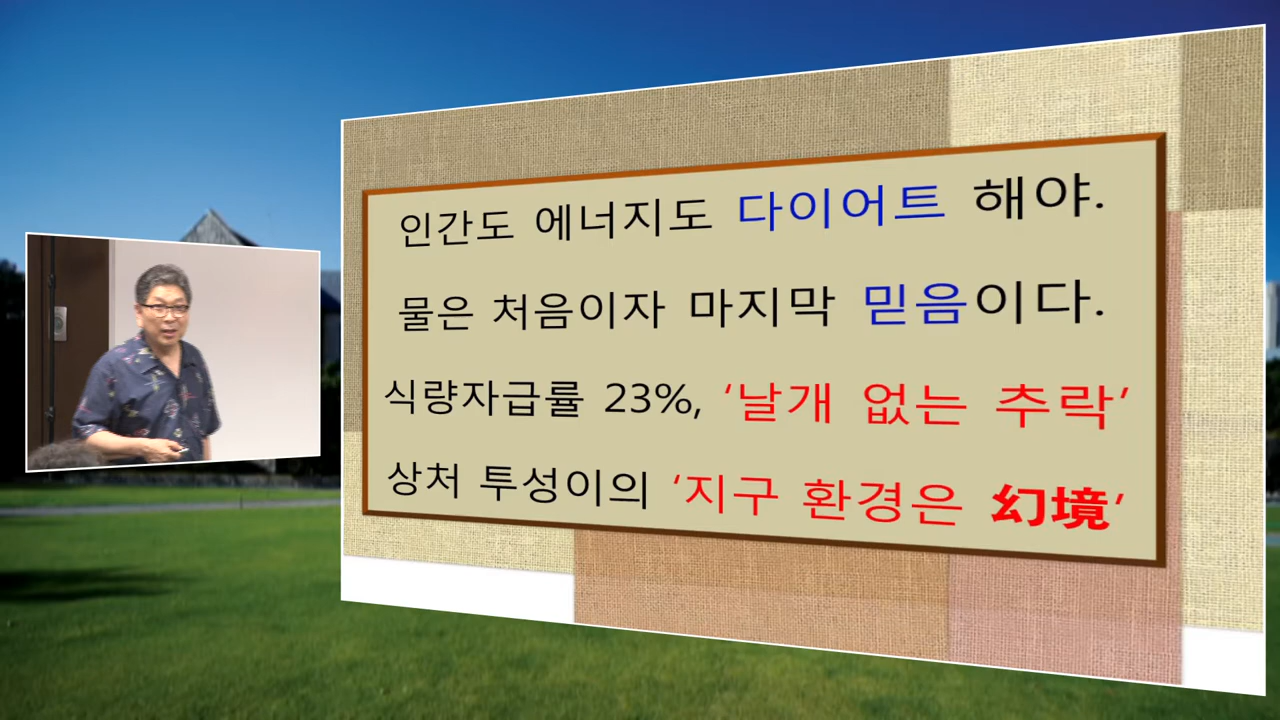 인간도 에너지도 다이어트 해야.
물은 처음이자 마지막 믿음이다.
식량자급률 23%, ‘날개 없는 추락’
상처 투성이의 ‘지구 환경은 幻境’